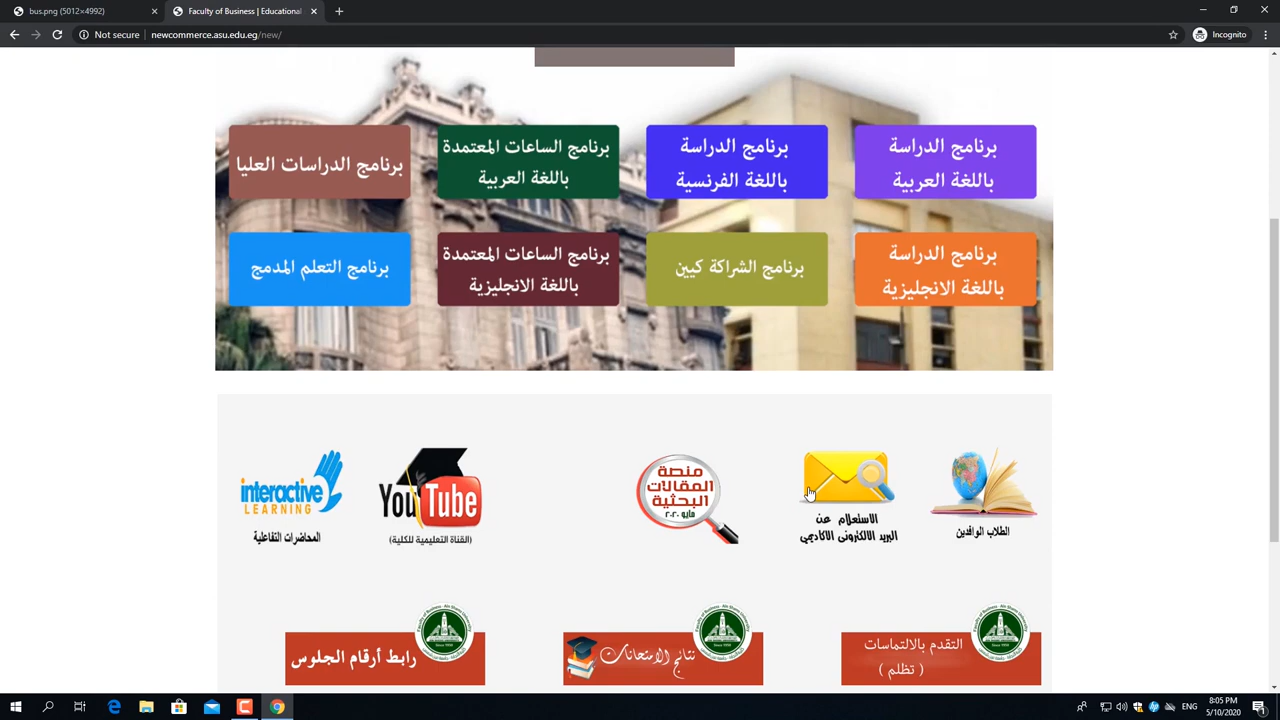 bus.png (5012×4992)
Faculty of Business | Educational
Not secure
newcommerce.asu.edu.eg/new/
Incognito
برنامج الدراسة
باللغة العربية
برنامج الدراسة
باللغة الفرنسية
برنامج الساعات المعتمدة
باللغة العربية
برنامج الدراسات العليا
برنامج الدراسة
باللغة الانجليزية
برنامج الشراكة كيين
برنامج الساعات المعتمدة
باللغة الانجليزية
برنامج التعلم المدمج
الطلاب الوافدين
الاستعلام عن
البريد الالكترونى الاكاديمي
منصة
المقالات
البحثية
مايو ٢٠٢٠
YouTube
(القناة التعليمية للكلية)
interactive
LEARNING
المحاضرات التفاعلية
التقدم بالالتماسات
( تظلم )
نتائج الامتحانات
رابط أرقام الجلوس
ENG
8:05 PM
5/10/2020